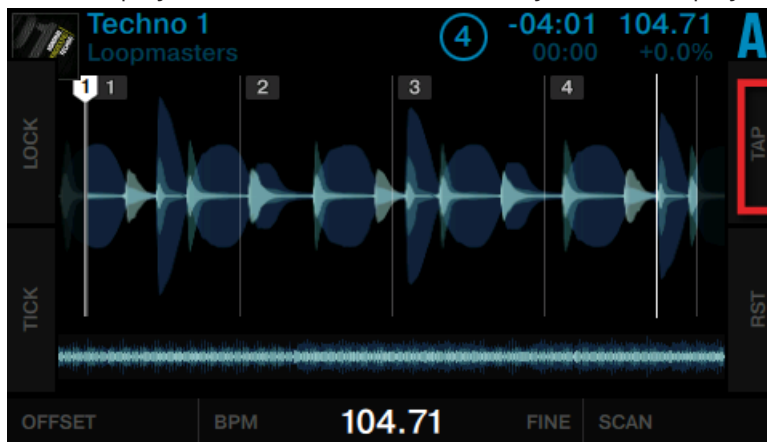 Techno 1
Loopmasters
4
-04:01
00:00
104.71
+0.0%
A
LOCK
TICK
1 1 2 3 4
TAP
RST
OFFSET BPM 104.71 FINE SCAN